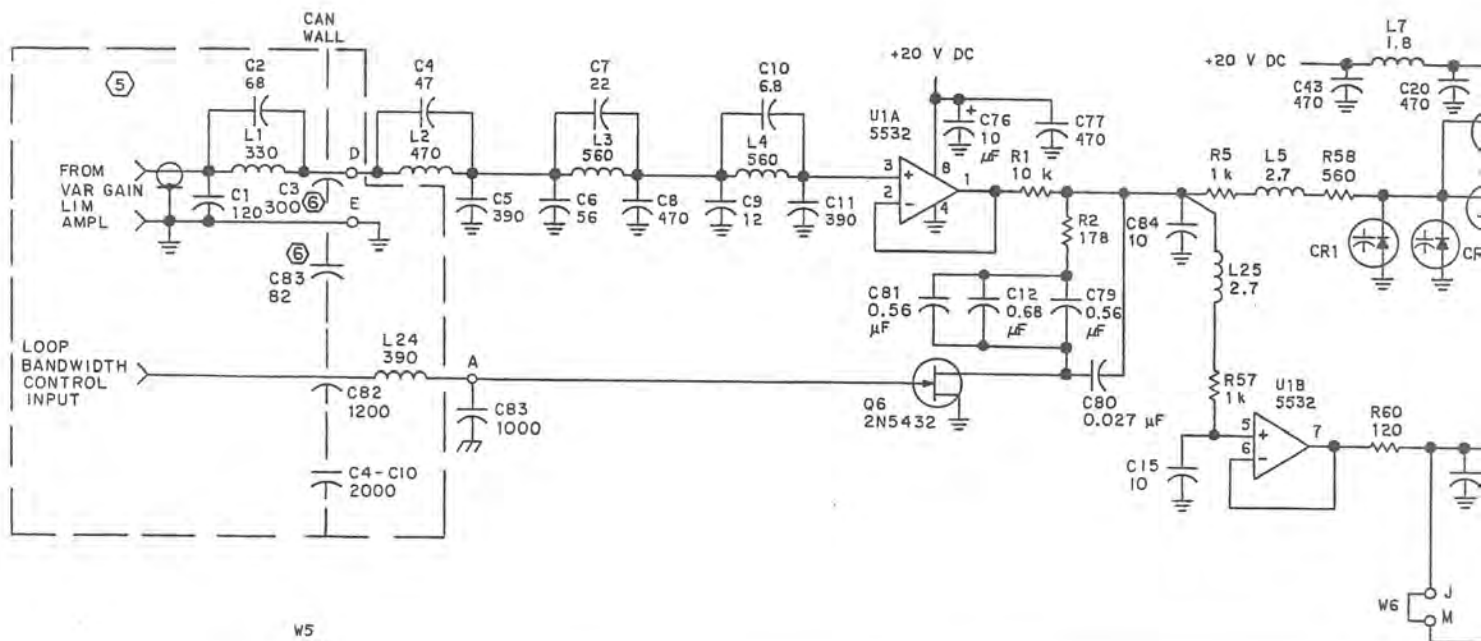 CAN
WALL
5
C2
68
L1
330
FROM
VAR GAIN
LIM
AMPL
C1
120
C3
300
6
D
E
6
C83
82
C4
47
L2
470
C5
390
C7
22
L3
560
C6
56
C8
470
C10
6.8
L4
560
C9
12
C11
390
+20 V DC
U1A
5532
C76
10
μF
+
C77
470
3
+
2
-
8
1
4
R1
10 k
R2
178
C84
10
L7
1.8
+20 V DC
C43
470
C20
470
R5
1 k
L5
2.7
R58
560
CR1
CR
L25
2.7
C81
0.56
μF
C12
0.68
μF
C79
0.56
μF
LOOP
BANDWIDTH
CONTROL
INPUT
L24
390
A
C82
1200
C83
1000
C4-C10
2000
Q6
2N5432
C80
0.027 μF
R57
1k
U1B
5532
5
+
6
-
7
R60
120
C15
10
W6
J
M
W5